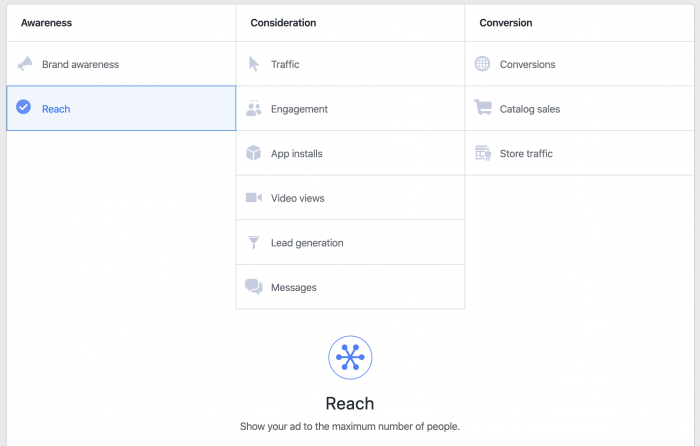 Awareness
Consideration
Conversion
Brand awareness
Traffic
Conversions
Reach
Engagement
Catalog sales
App installs
Store traffic
Video views
Lead generation
Messages
Reach
Show your ad to the maximum number of people.